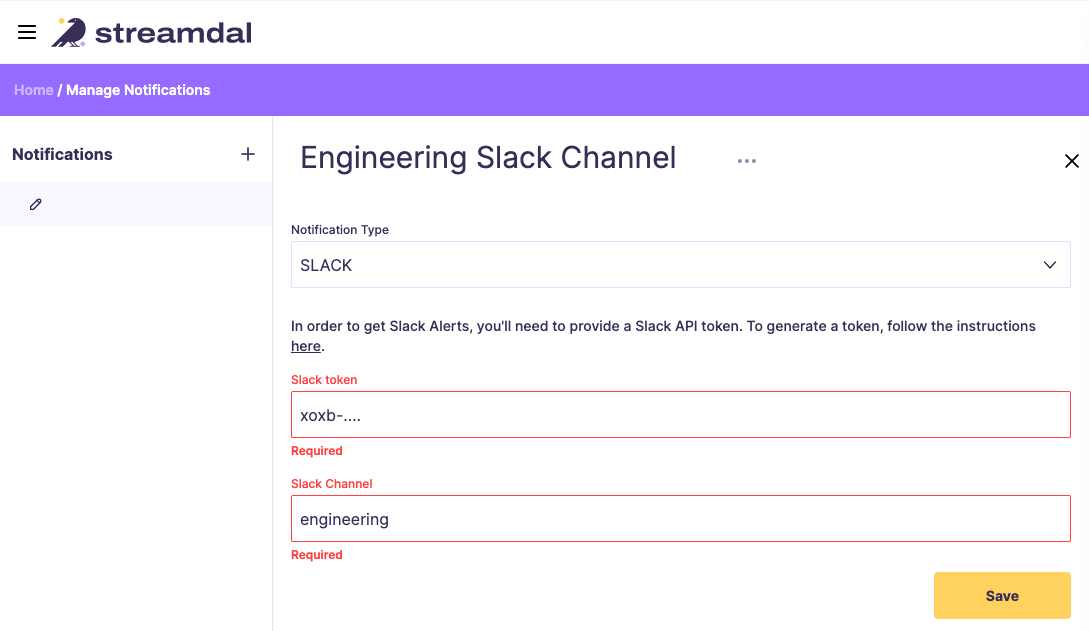 streamdal
Home / Manage Notifications
Notifications
Engineering Slack Channel
Notification Type
SLACK
In order to get Slack Alerts, you'll need to provide a Slack API token. To generate a token, follow the instructions
here.
Slack token
xoxb-....
Required
Slack Channel
engineering
Required
Save